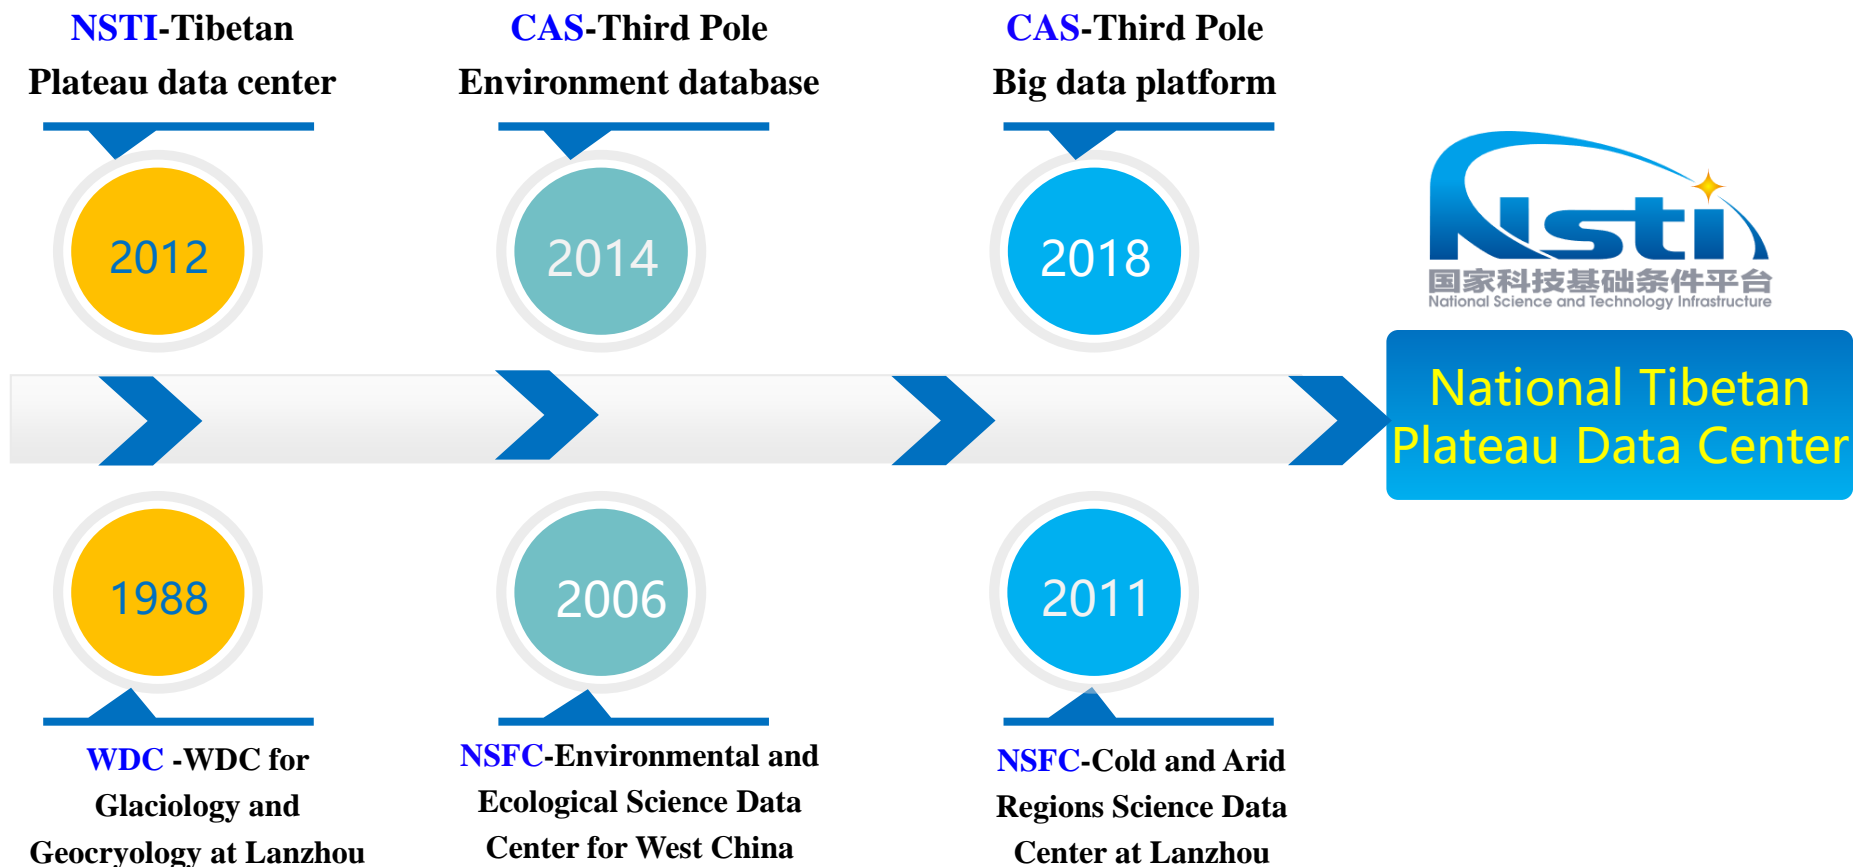 NSTI-Tibetan
Plateau data center
CAS-Third Pole
Environment database
CAS-Third Pole
Big data platform
2012
2014
2018
Nsti
国家科技基础条件平台
National Science and Technology Infrastructure
National Tibetan
Plateau Data Center
1988
2006
2011
WDC -WDC for
Glaciology and
Geocryology at Lanzhou
NSFC-Environmental and
Ecological Science Data
Center for West China
NSFC-Cold and Arid
Regions Science Data
Center at Lanzhou